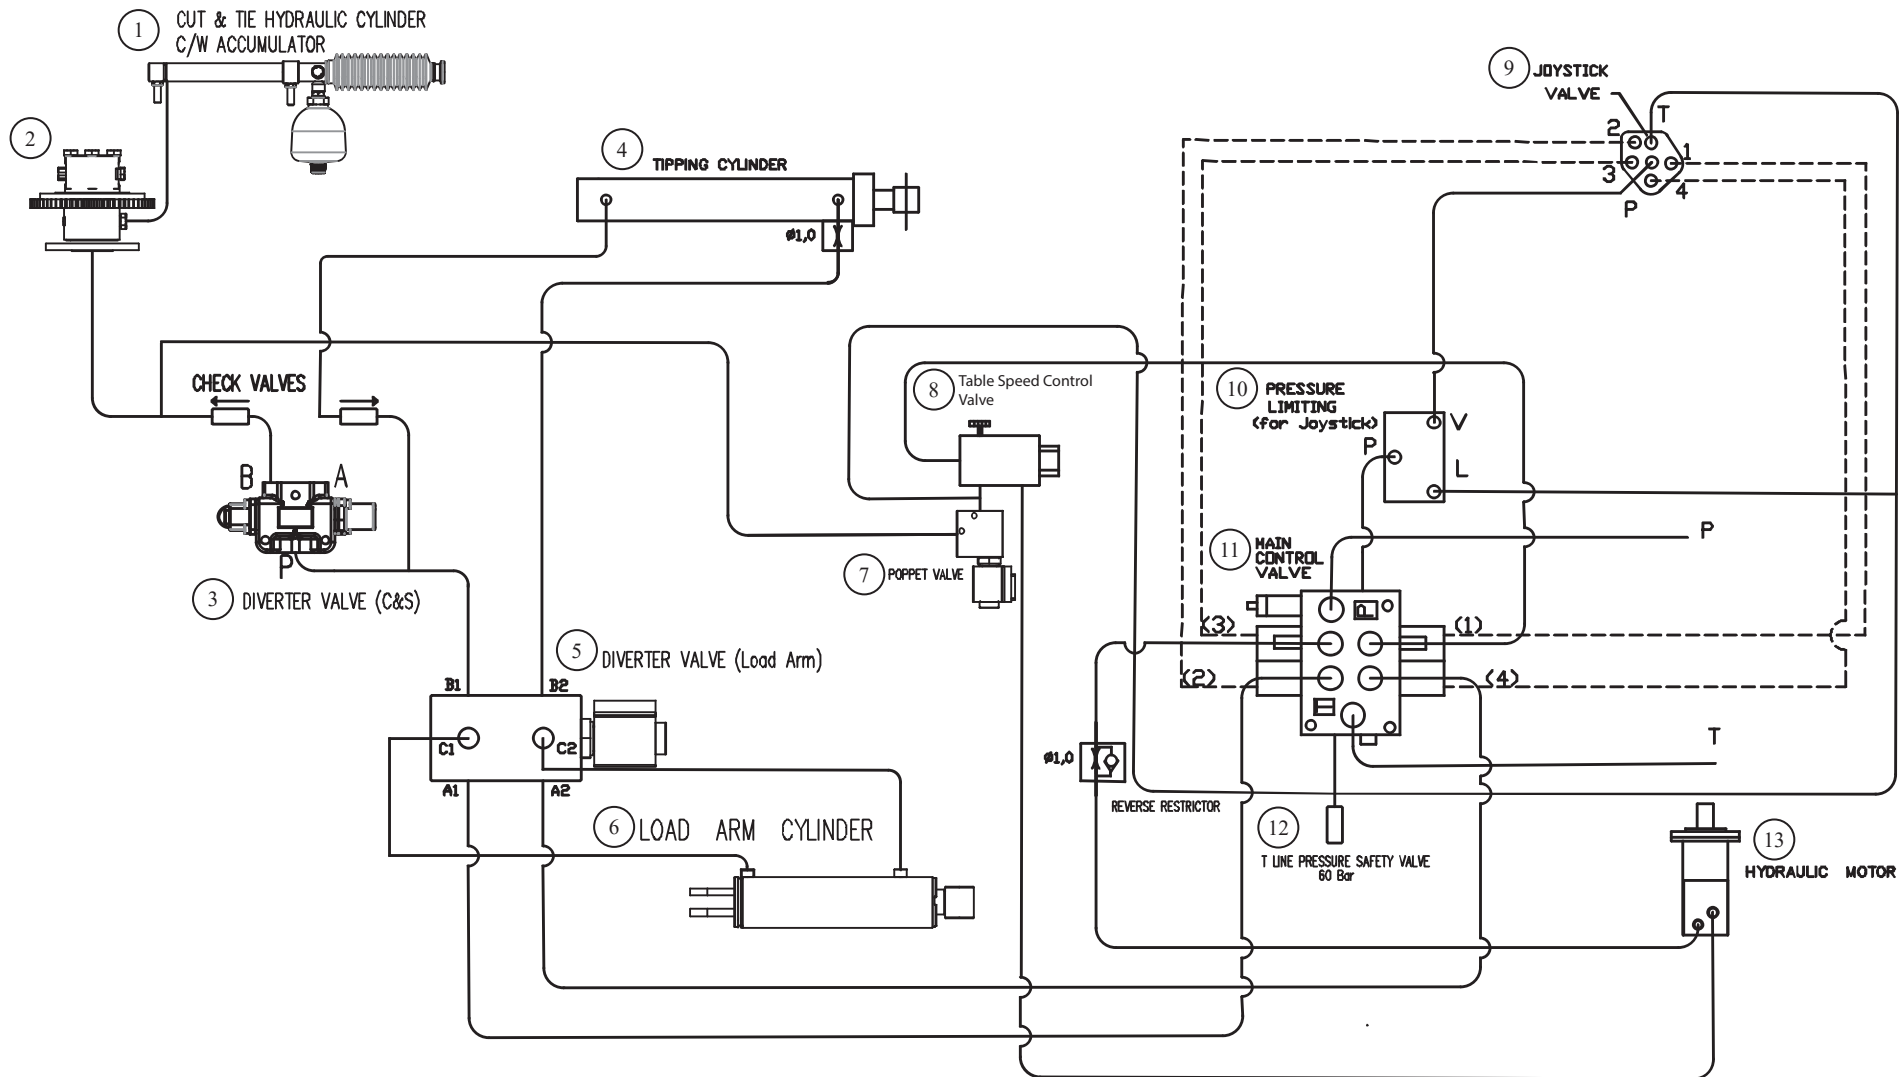 1
CUT & TIE HYDRAULIC CYLINDER
C/W ACCUMULATOR
2
4
TIPPING CYLINDER
ø1,0
9
JOYSTICK
VALVE
T
2
1
3
4
P
CHECK VALVES
8
Table Speed Control
Valve
10
PRESSURE
LIMITING
(for Joystick)
V
P
L
B
A
P
3
DIVERTER VALVE (C&S)
7
POPPET VALVE
11
MAIN
CONTROL
VALVE
P
P
(3)
(1)
(2)
(4)
5
DIVERTER VALVE (Load Arm)
B1
B2
C1
C2
A1
A2
ø1,0
REVERSE RESTRICTOR
T
6
LOAD ARM CYLINDER
12
T LINE PRESSURE SAFETY VALVE
60 Bar
13
HYDRAULIC MOTOR